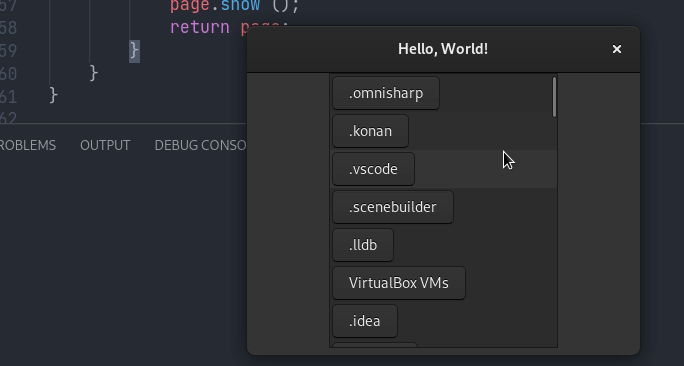 57 page.show ();
58 return page;
59 }
60 }
61 }
62
PROBLEMS OUTPUT DEBUG CONSO
Hello, World!
.omnisharp
.konan
.vscode
.scenebuilder
.lldb
VirtualBox VMs
.idea